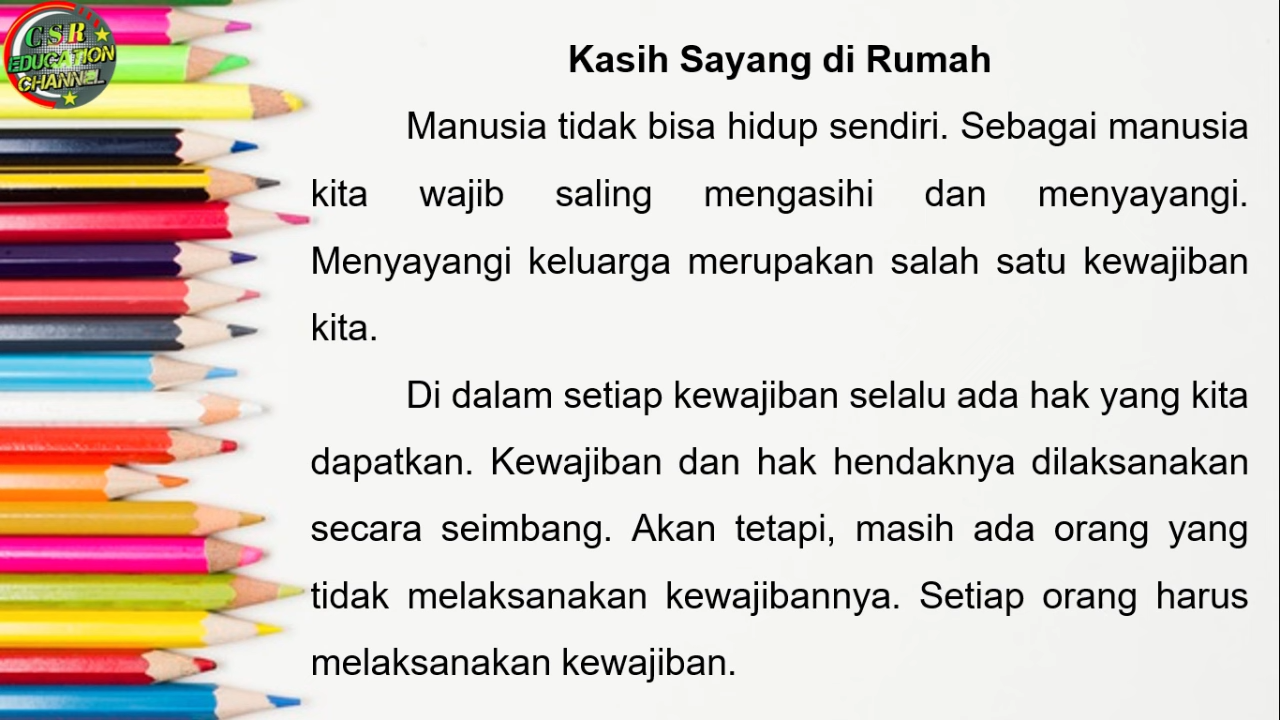 CSR
EDUCATION
CHANNEL
Kasih Sayang di Rumah
Manusia tidak bisa hidup sendiri. Sebagai manusia
kita wajib saling mengasihi dan menyayangi.
Menyayangi keluarga merupakan salah satu kewajiban
kita.
Di dalam setiap kewajiban selalu ada hak yang kita
dapatkan. Kewajiban dan hak hendaknya dilaksanakan
secara seimbang. Akan tetapi, masih ada orang yang
tidak melaksanakan kewajibannya. Setiap orang harus
melaksanakan kewajiban.